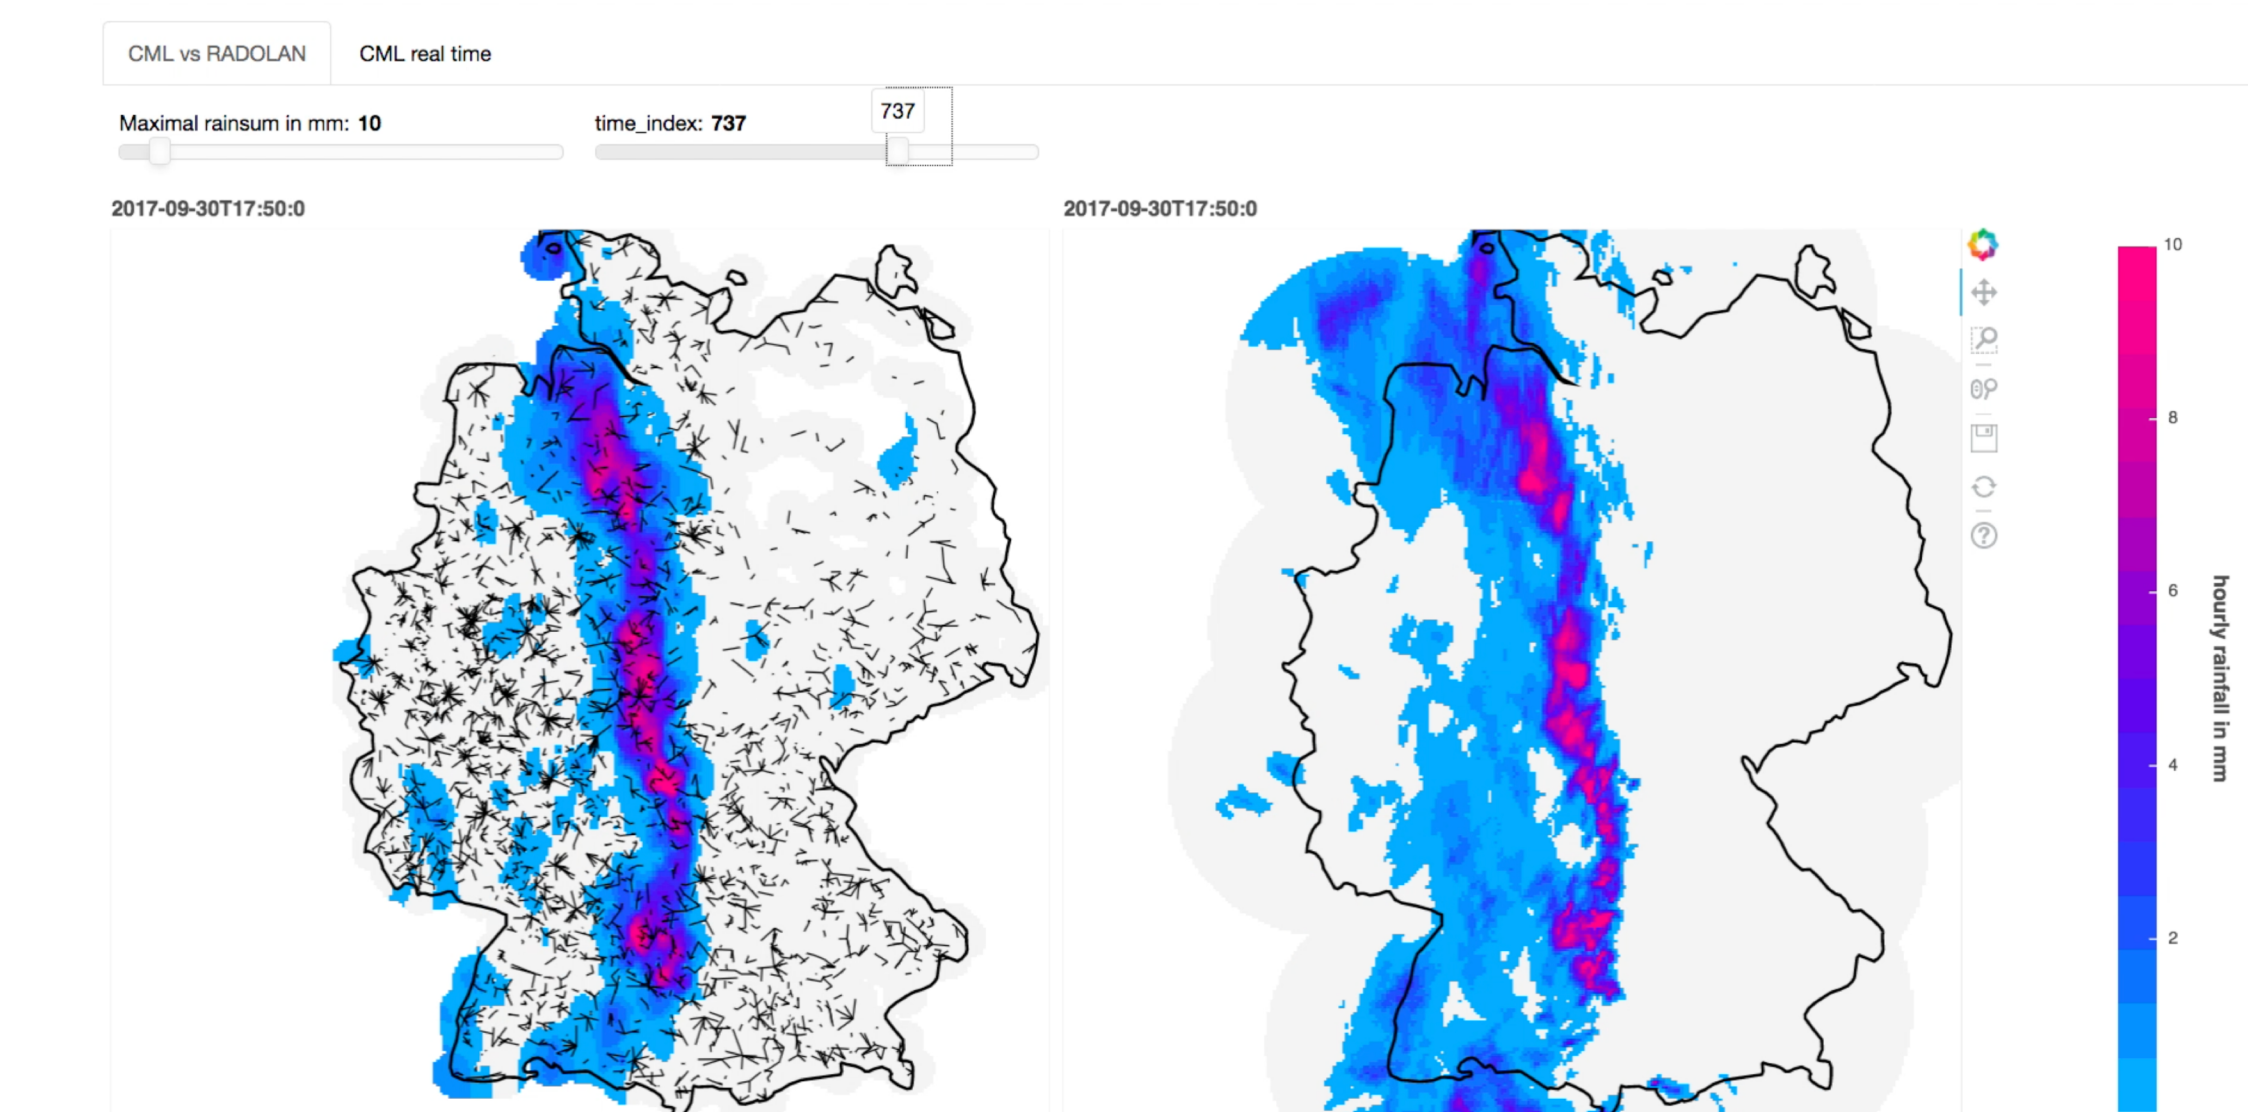 CML vs RADOLAN
CML real time
Maximal rainsum in mm: 10
time_index: 737
737
2017-09-30T17:50:0
2017-09-30T17:50:0
10
8
6
4
2
hourly rainfall in mm